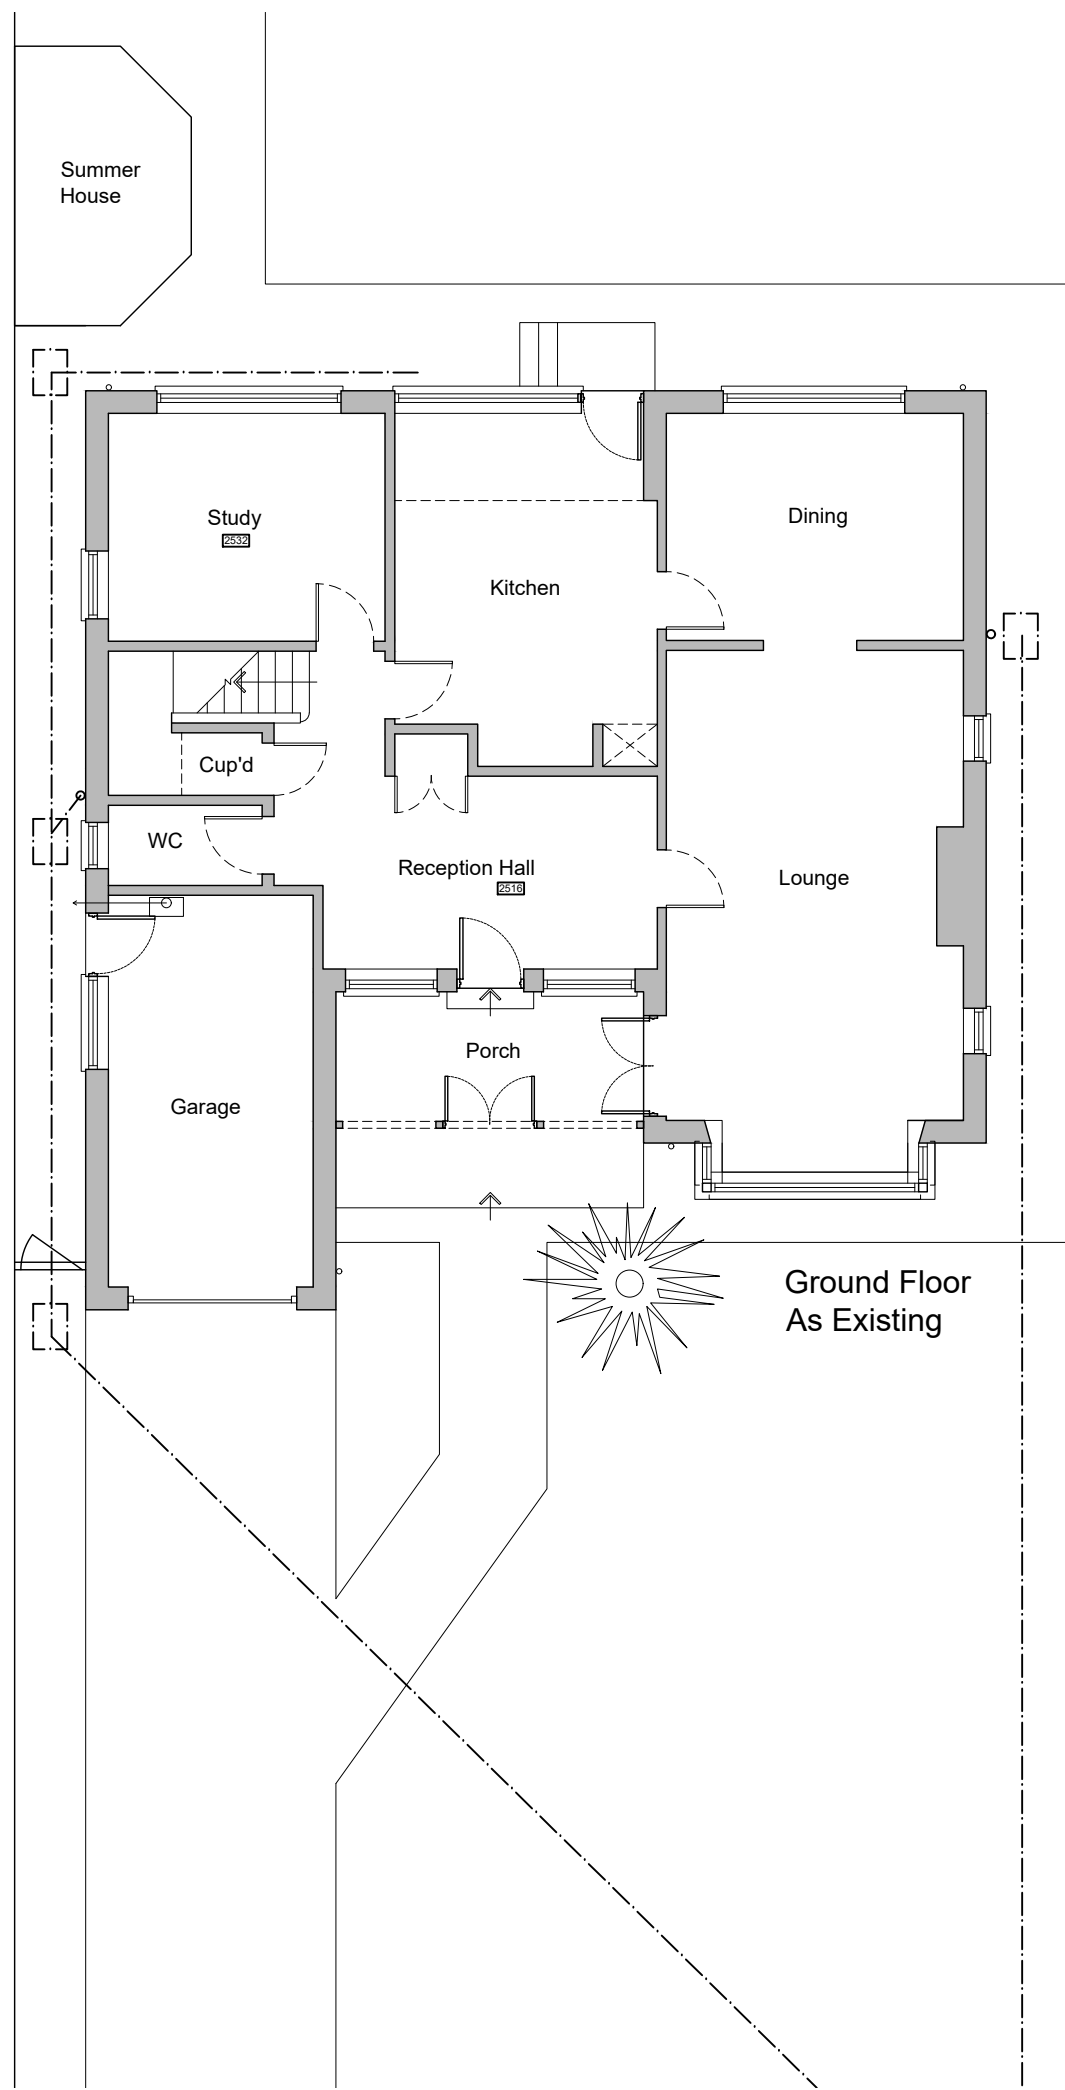 Summer
House
Study
2532
Dining
Kitchen
Cup'd
WC
Reception Hall
2516
Lounge
Porch
Garage
Ground Floor
As Existing